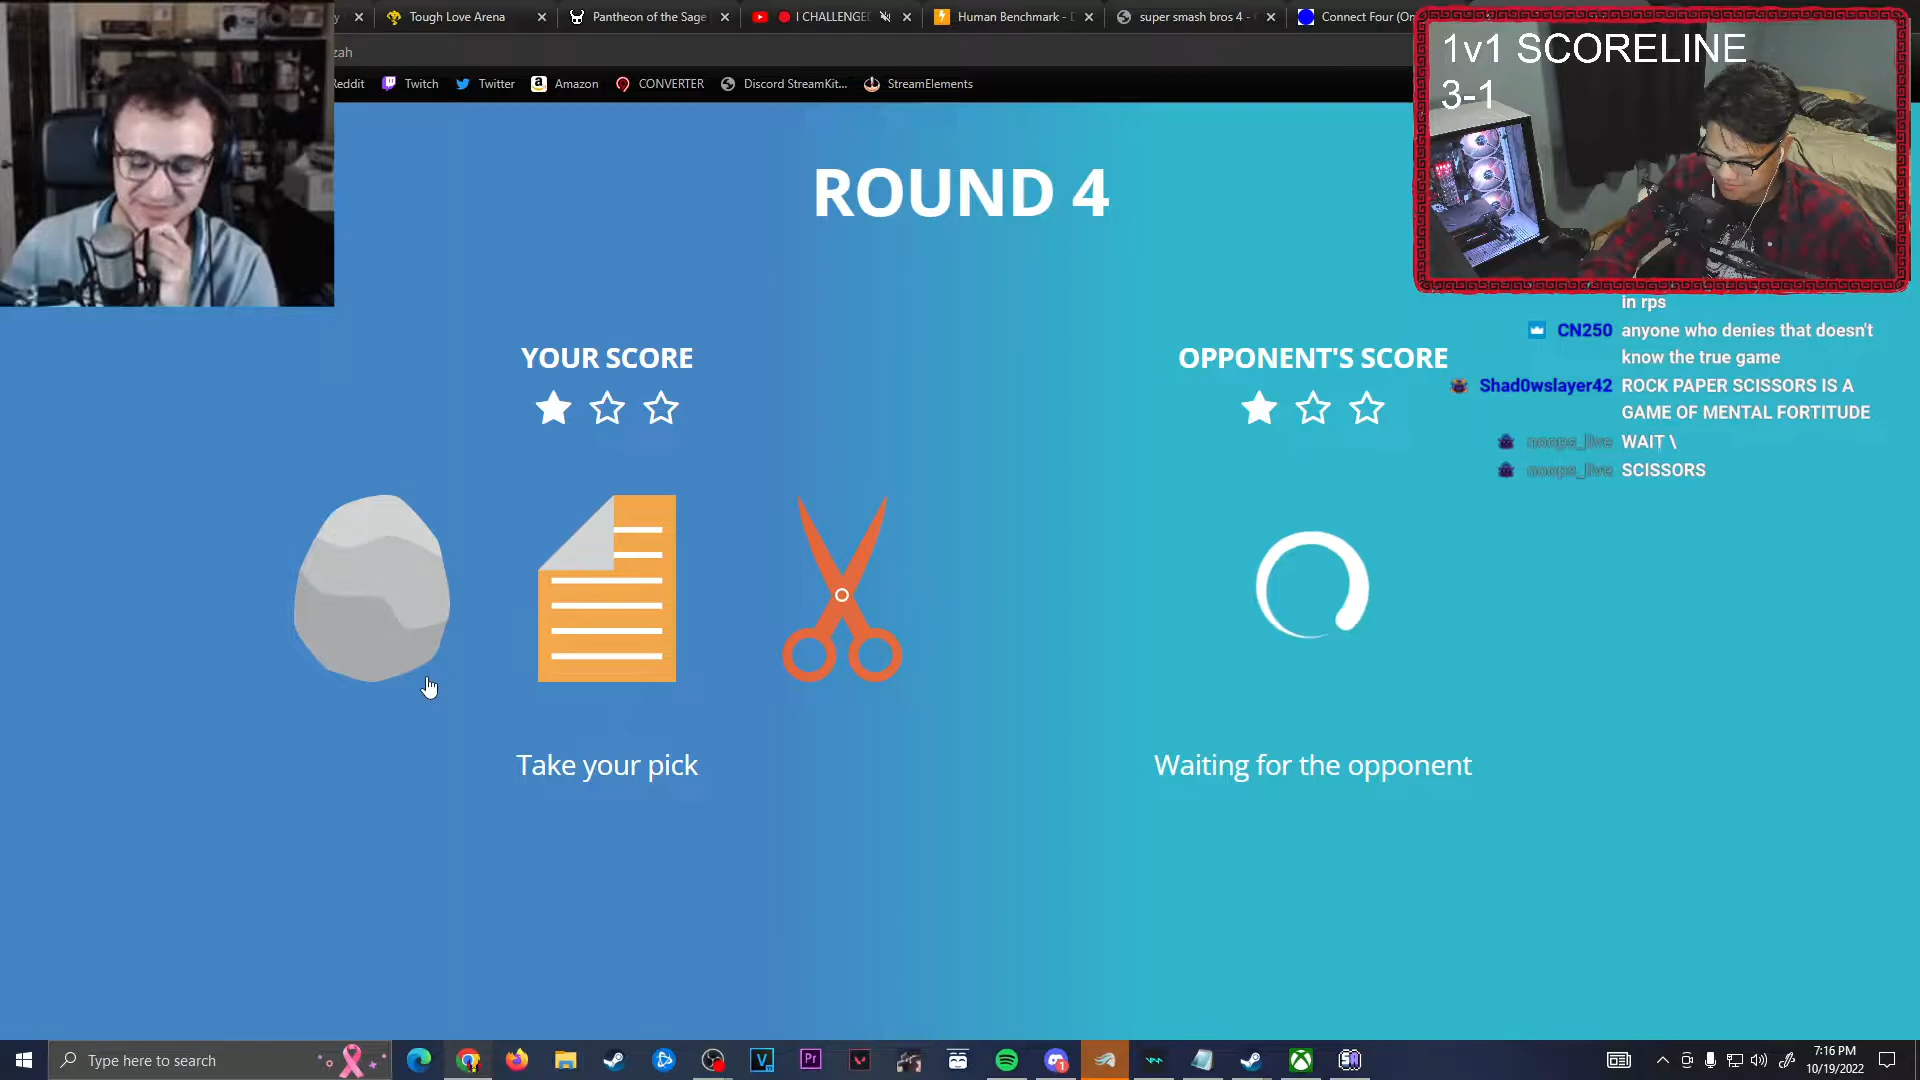 Tough Love Arena
Pantheon of the Sage
I CHALLENGE
Human Benchmark -
super smash bros 4 -
Connect Four (On
zah
Reddit
Twitch
Twitter
Amazon
CONVERTER
Discord StreamKit...
StreamElements
1v1 SCORELINE
3-1
ROUND 4
in rps
CN250 anyone who denies that doesn't
know the true game
Shad0wslayer42 ROCK PAPER SCISSORS IS A
GAME OF MENTAL FORTITUDE
noops_live WAIT \
noops_live SCISSORS
YOUR SCORE
OPPONENT'S SCORE
Take your pick
Waiting for the opponent
Type here to search
7:16 PM
10/19/2022